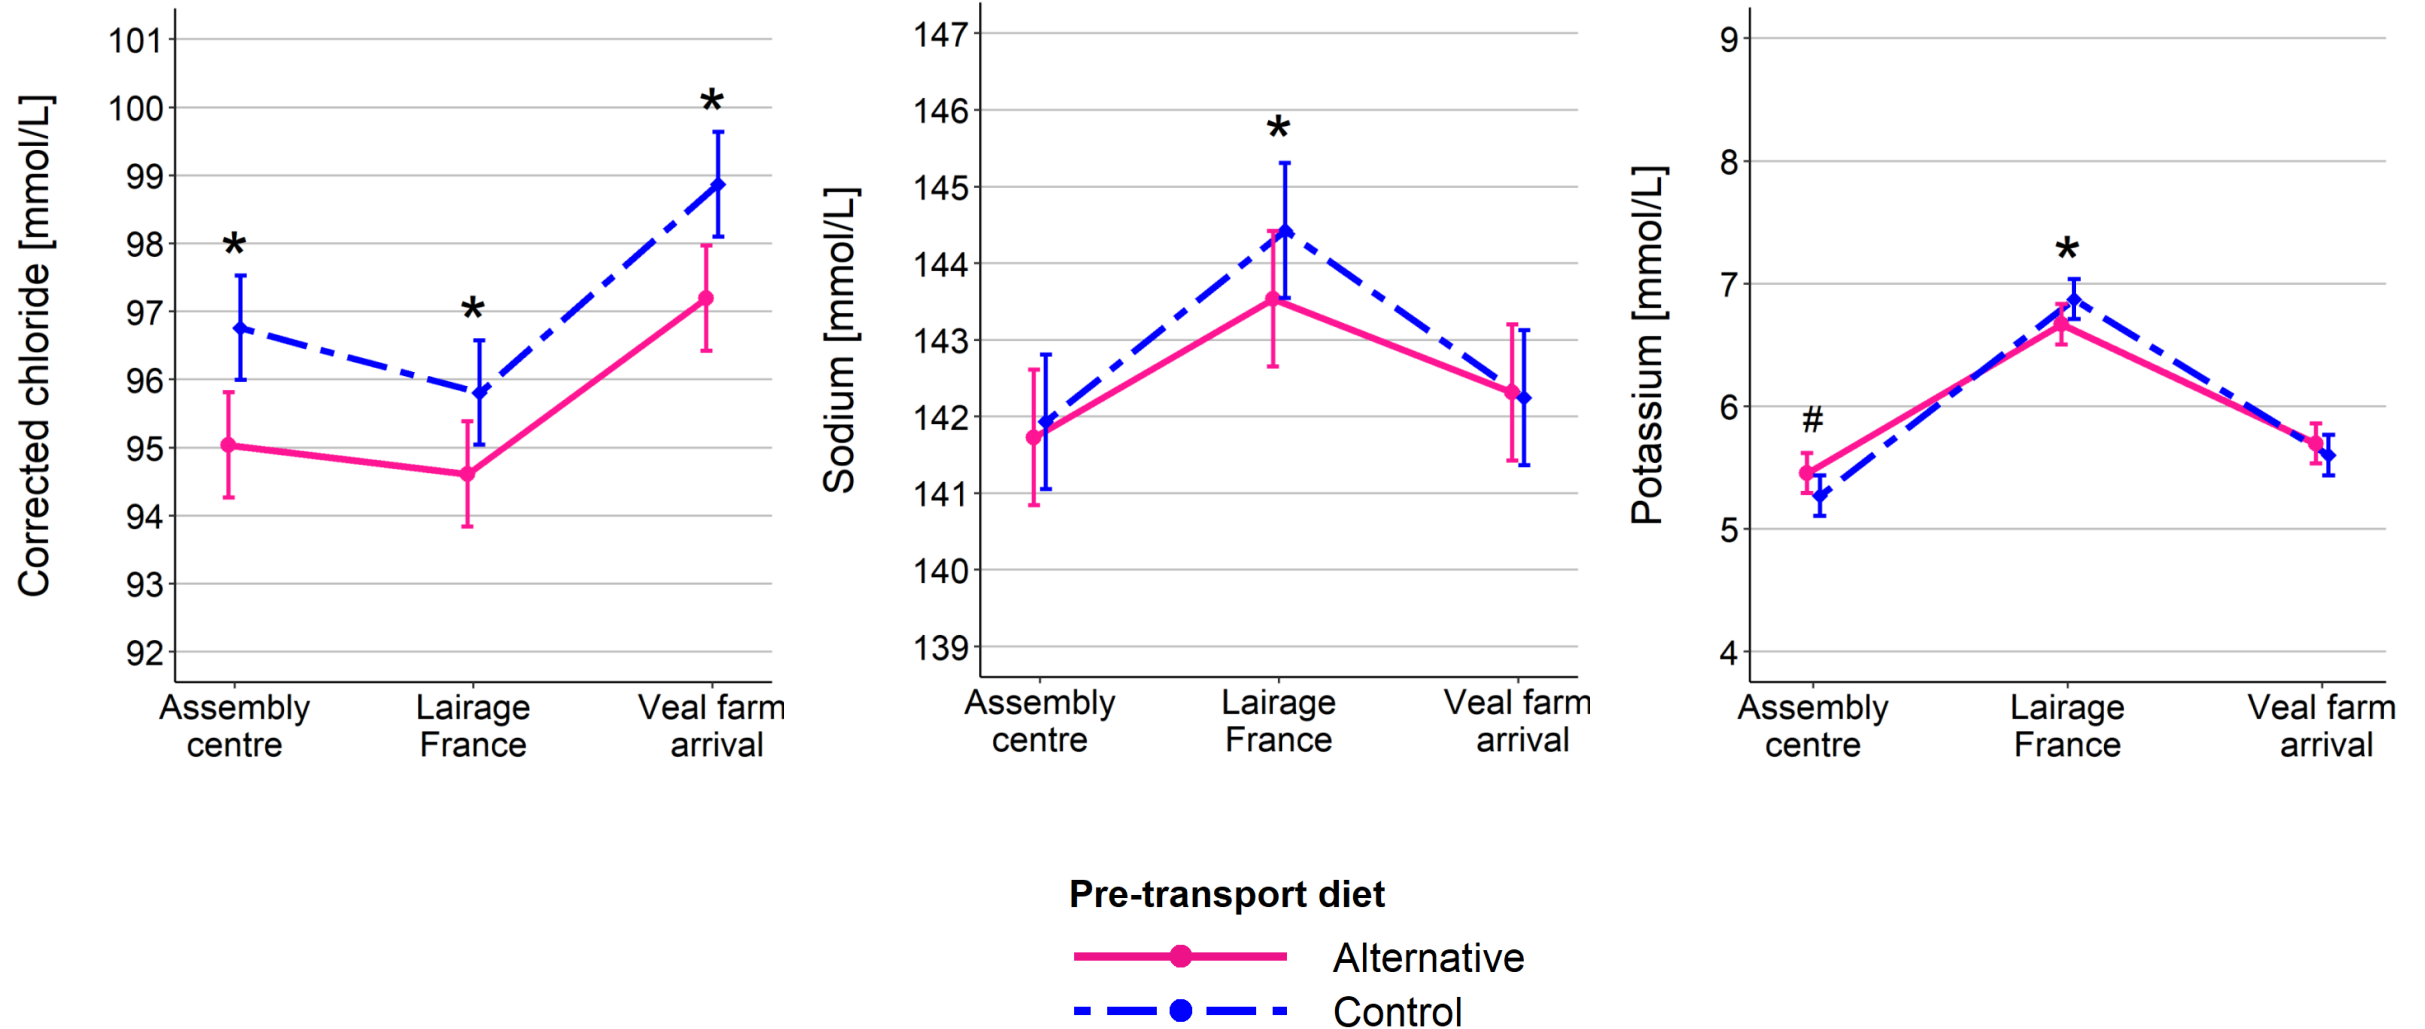 Corrected chloride [mmol/L]
101
100
99
98
97
96
95
94
93
92
*
*
*
Assembly centre
Lairage France
Veal farm arrival
Sodium [mmol/L]
147
146
145
144
143
142
141
140
139
*
Assembly centre
Lairage France
Veal farm arrival
Potassium [mmol/L]
9
8
7
6
5
4
#
*
Assembly centre
Lairage France
Veal farm arrival
Pre-transport diet
Alternative
Control